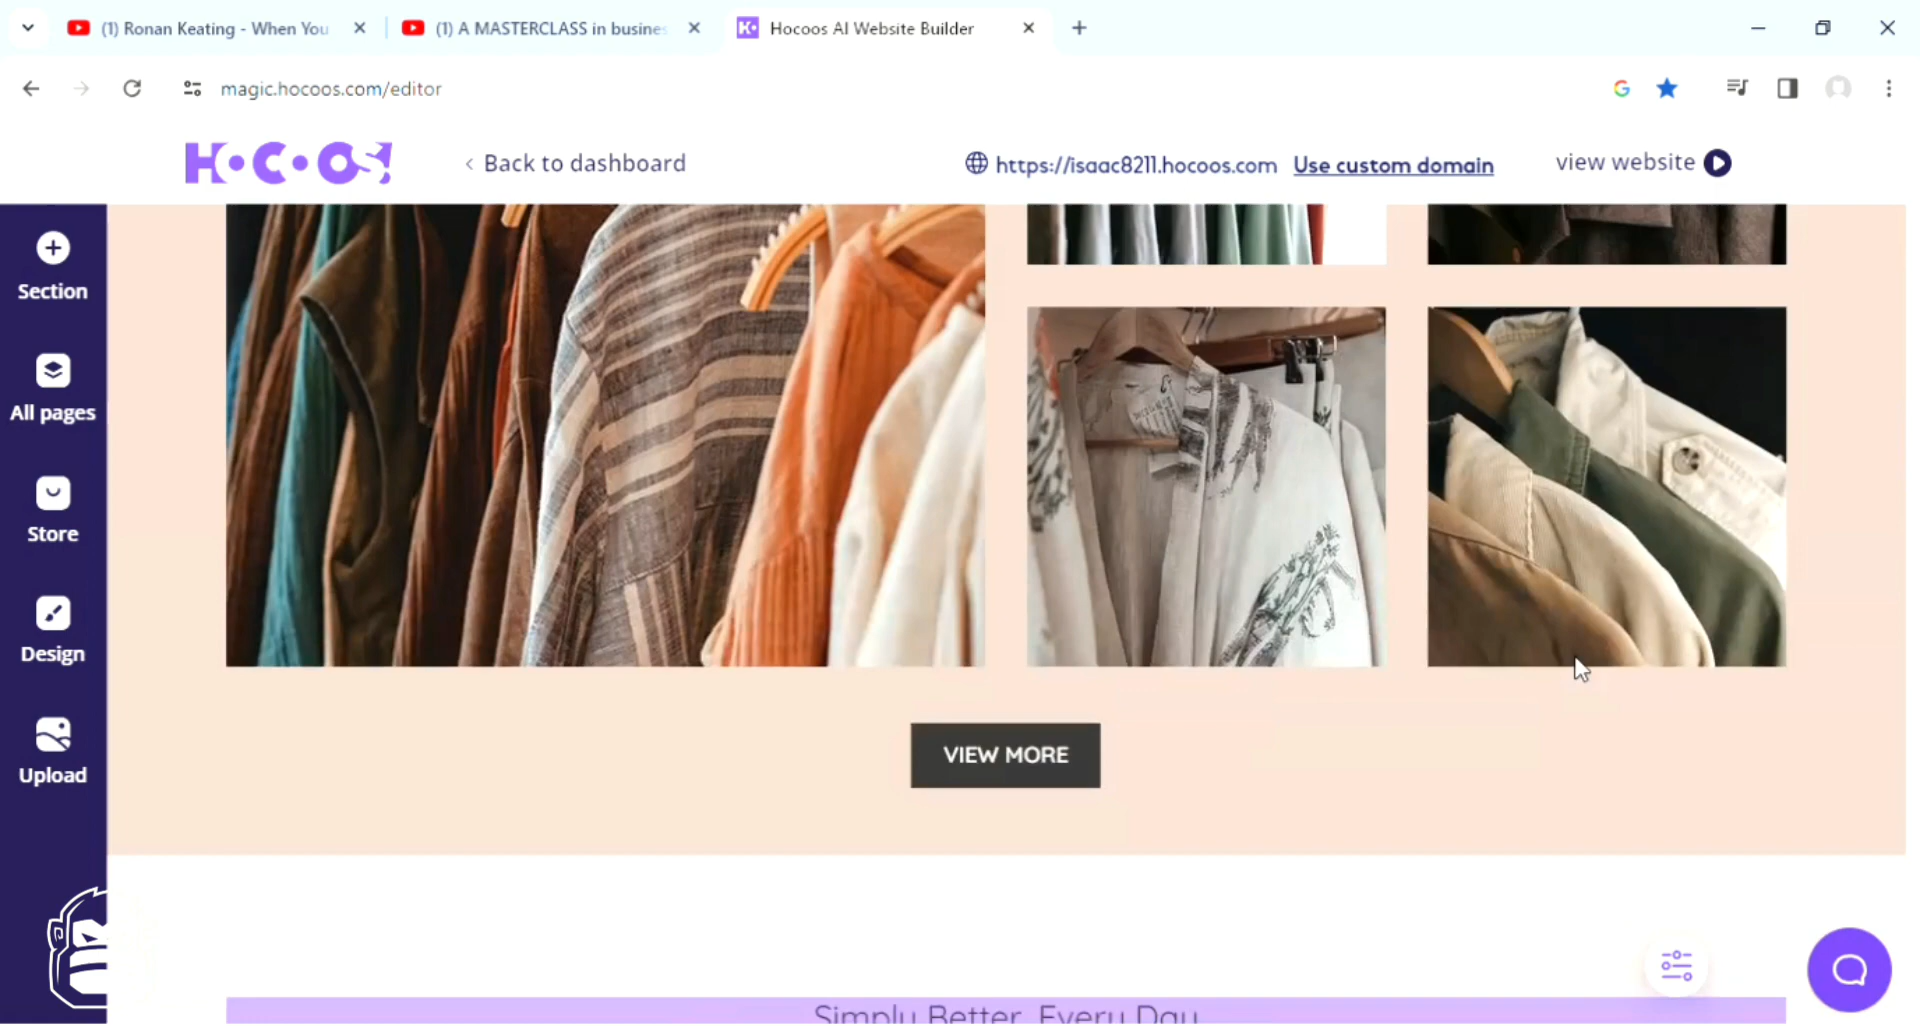 (1) Ronan Keating - When You
(1) A MASTERCLASS in busines
Hocoos AI Website Builder
magic.hocoos.com/editor
HOCOOS!
< Back to dashboard
https://isaac8211.hocoos.com Use custom domain
view website
Section
All pages
Store
Design
Upload
VIEW MORE
Simply Better, Every Day